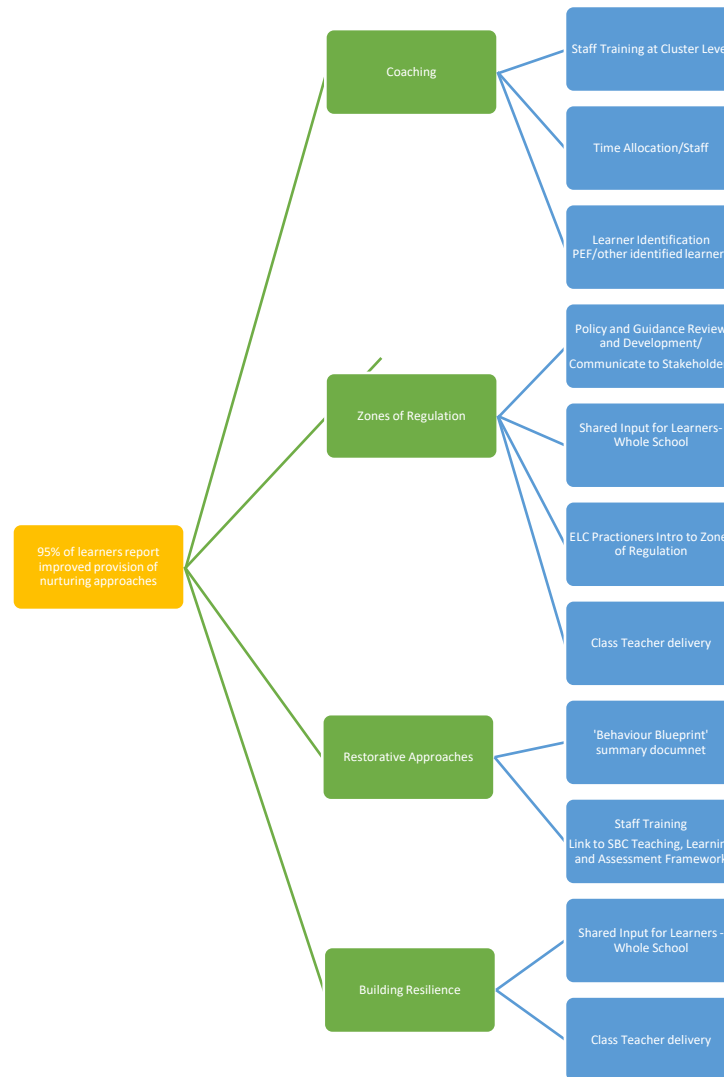 Coaching
Staff Training at Cluster Leve
Time Allocation/Staff
Learner Identification
PEF/other identified learner
Policy and Guidance Review
and Development/
Communicate to Stakeholde
Zones of Regulation
Shared Input for Learners-
Whole School
ELC Practioners Intro to Zone
of Regulation
Class Teacher delivery
95% of learners report
improved provision of
nurturing approaches
Restorative Approaches
'Behaviour Blueprint'
summary documnet
Staff Training
Link to SBC Teaching, Learnin
and Assessment Framework
Building Resilience
Shared Input for Learners -
Whole School
Class Teacher delivery